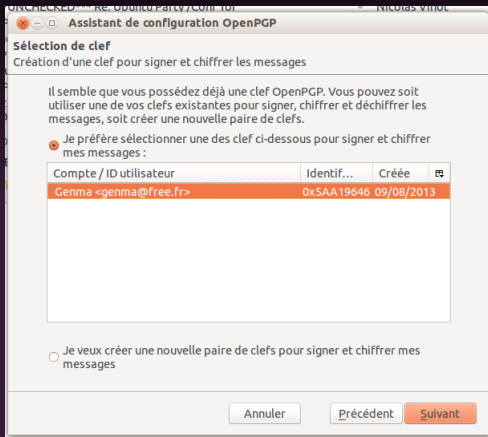 UNCHECKED*** Re: Ubuntu Party/Conf Tor
Nicolas Vinot
Assistant de configuration OpenPGP
Sélection de clef
Création d'une clef pour signer et chiffrer les messages
Il semble que vous possédez déjà une clef OpenPGP. Vous pouvez soit
utiliser une de vos clefs existantes pour signer, chiffrer et déchiffrer les
messages, soit créer une nouvelle paire de clefs.
Je préfère sélectionner une des clef ci-dessous pour signer et chiffrer
mes messages :
Compte / ID utilisateur Identif... Créée
Genma <genma@free.fr> 0x5AA19646 09/08/2013
Je veux créer une nouvelle paire de clefs pour signer et chiffrer mes
messages
Annuler Précédent Suivant